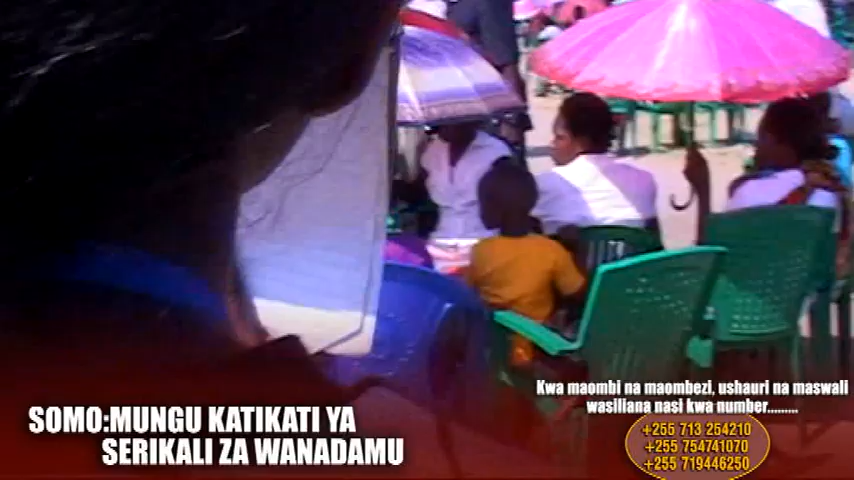 SOMO:MUNGU KATIKATI YA
SERIKALI ZA WANADAMU
Kwa maombi na maombezi, ushauri na maswali
wasiliana nasi kwa number.........
+255 713 254210
+255 754741070
+255 719446250